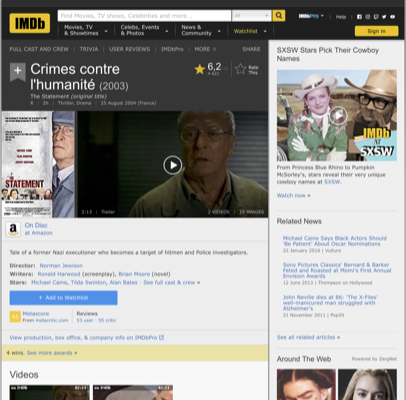 IMDb
Find Movies, TV shows, Celebrities and more...
All
IMDbPro
Help
Movies, TV
& Showtimes
Celebs, Events
& Photos
News &
Community
Watchlist
Sign in
FULL CAST AND CREW
TRIVIA
USER REVIEWS
IMDbPro
MORE
SHARE
+
Crimes contre
l'humanité (2003)
The Statement (original title)
R | 2h | Thriller, Drama | 25 August 2004 (France)
6,2
Rate
This
MICHAEL CAINE
THE
STATEMENT
2:13 | Trailer
2 VIDEOS | 19 IMAGES
a
On Disc
at Amazon
Tale of a former Nazi executioner who becomes a target of hitmen and Police investigators.
Director: Norman Jewison
Writers: Ronald Harwood (screenplay), Brian Moore (novel)
Stars: Michael Caine, Tilda Swinton, Alan Bates | See full cast & crew »
+ Add to Watchlist
Metascore
From metacritic.com
Reviews
53 user | 55 critic
View production, box office, & company info on IMDbPro
4 wins. See more awards »
Videos
SXSW Stars Pick Their Cowboy
Names
IMDb
AT
SXSW
From Princess Blue Rhino to Pumpkin
McSorley's, stars reveal their very unique
cowboy names at SXSW.
Watch now »
Related News
Michael Caine Says Black Actors Should
'Be Patient' About Oscar Nominations
22 January 2016 | Vulture
Sony Pictures Classics' Bernard & Barker
Feted and Roasted at Momi's First Annual
Envision Awards
12 June 2013 | Thompson on Hollywood
John Neville dies at 86: 'The X-Files'
well-manicured man struggled with
Alzheimer's
21 November 2011 | Pop2it
See all related articles »
Around The Web
Powered by ZergNet